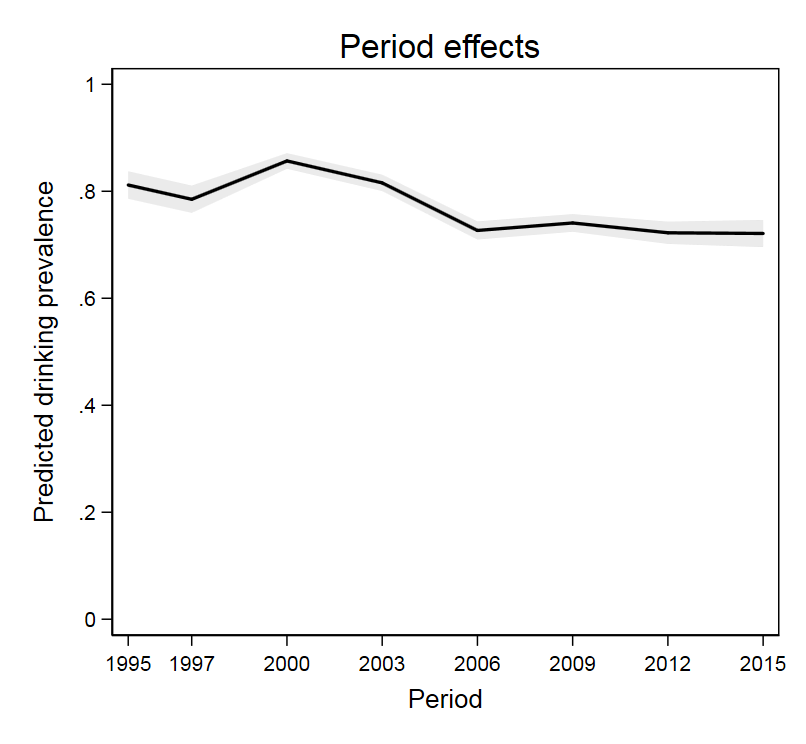 Period effects
Predicted drinking prevalence
1
.8
.6
.4
.2
0
1995 1997 2000 2003 2006 2009 2012 2015
Period